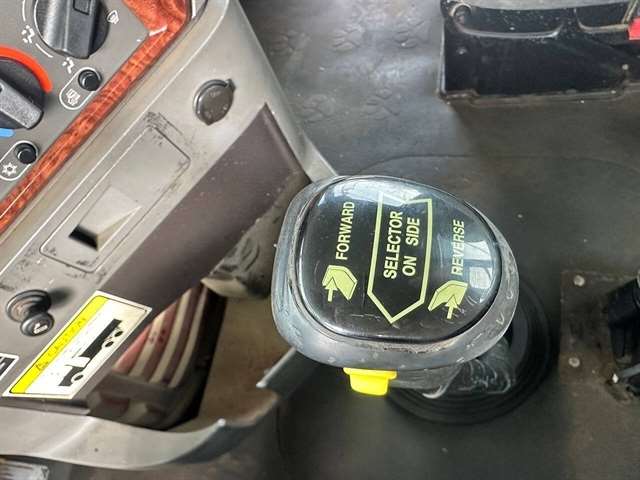 FORWARD
SELECTOR
ON SIDE
REVERSE